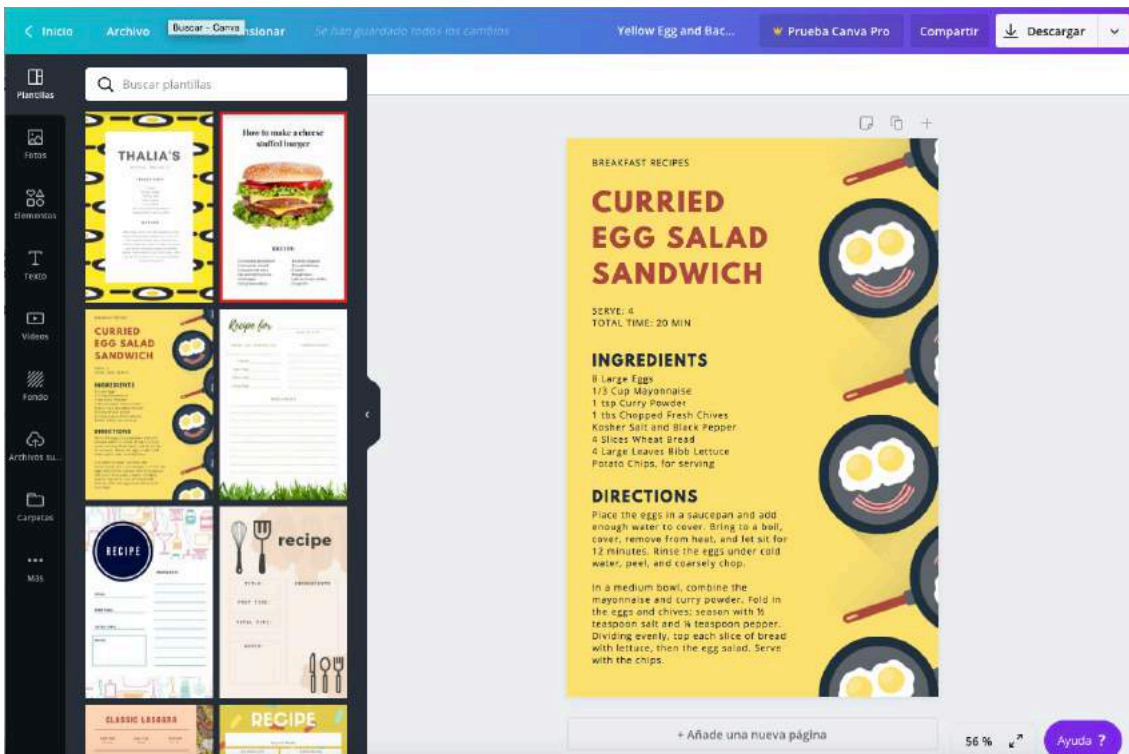 Inicio
Archivo
Buscar - Canva
nsionar
Se han guardado todos los cambios
Yellow Egg and Bac...
Prueba Canva Pro
Compartir
Descargar
Plantillas
Fotos
Elementos
Texto
Vídeos
Fondo
Archivos su...
Carpetas
Más
Buscar plantillas
THALIA'S
How to make a cheese
stuffed burger
RECIPE
CURRIED
EGG SALAD
SANDWICH
INGREDIENTS
DIRECTIONS
Recipe for
RECIPE
recipe
CLASSIC LASAGNA
RECIPE
BREAKFAST RECIPES
CURRIED
EGG SALAD
SANDWICH
SERVE: 4
TOTAL TIME: 20 MIN
INGREDIENTS
8 Large Eggs
1/3 Cup Mayonnaise
1 tsp Curry Powder
1 tbs Chopped Fresh Chives
Kosher Salt and Black Pepper
4 Slices Wheat Bread
4 Large Leaves Bibb Lettuce
Potato Chips, for serving
DIRECTIONS
Place the eggs in a saucepan and add
enough water to cover. Bring to a boil,
cover, remove from heat, and let sit for
12 minutes. Rinse the eggs under cold
water, peel, and coarsely chop.
In a medium bowl, combine the
mayonnaise and curry powder. Fold in
the eggs and chives; season with ½
teaspoon salt and ¼ teaspoon pepper.
Dividing evenly, top each slice of bread
with lettuce, then the egg salad. Serve
with the chips.
+ Añade una nueva página
56 %
Ayuda ?